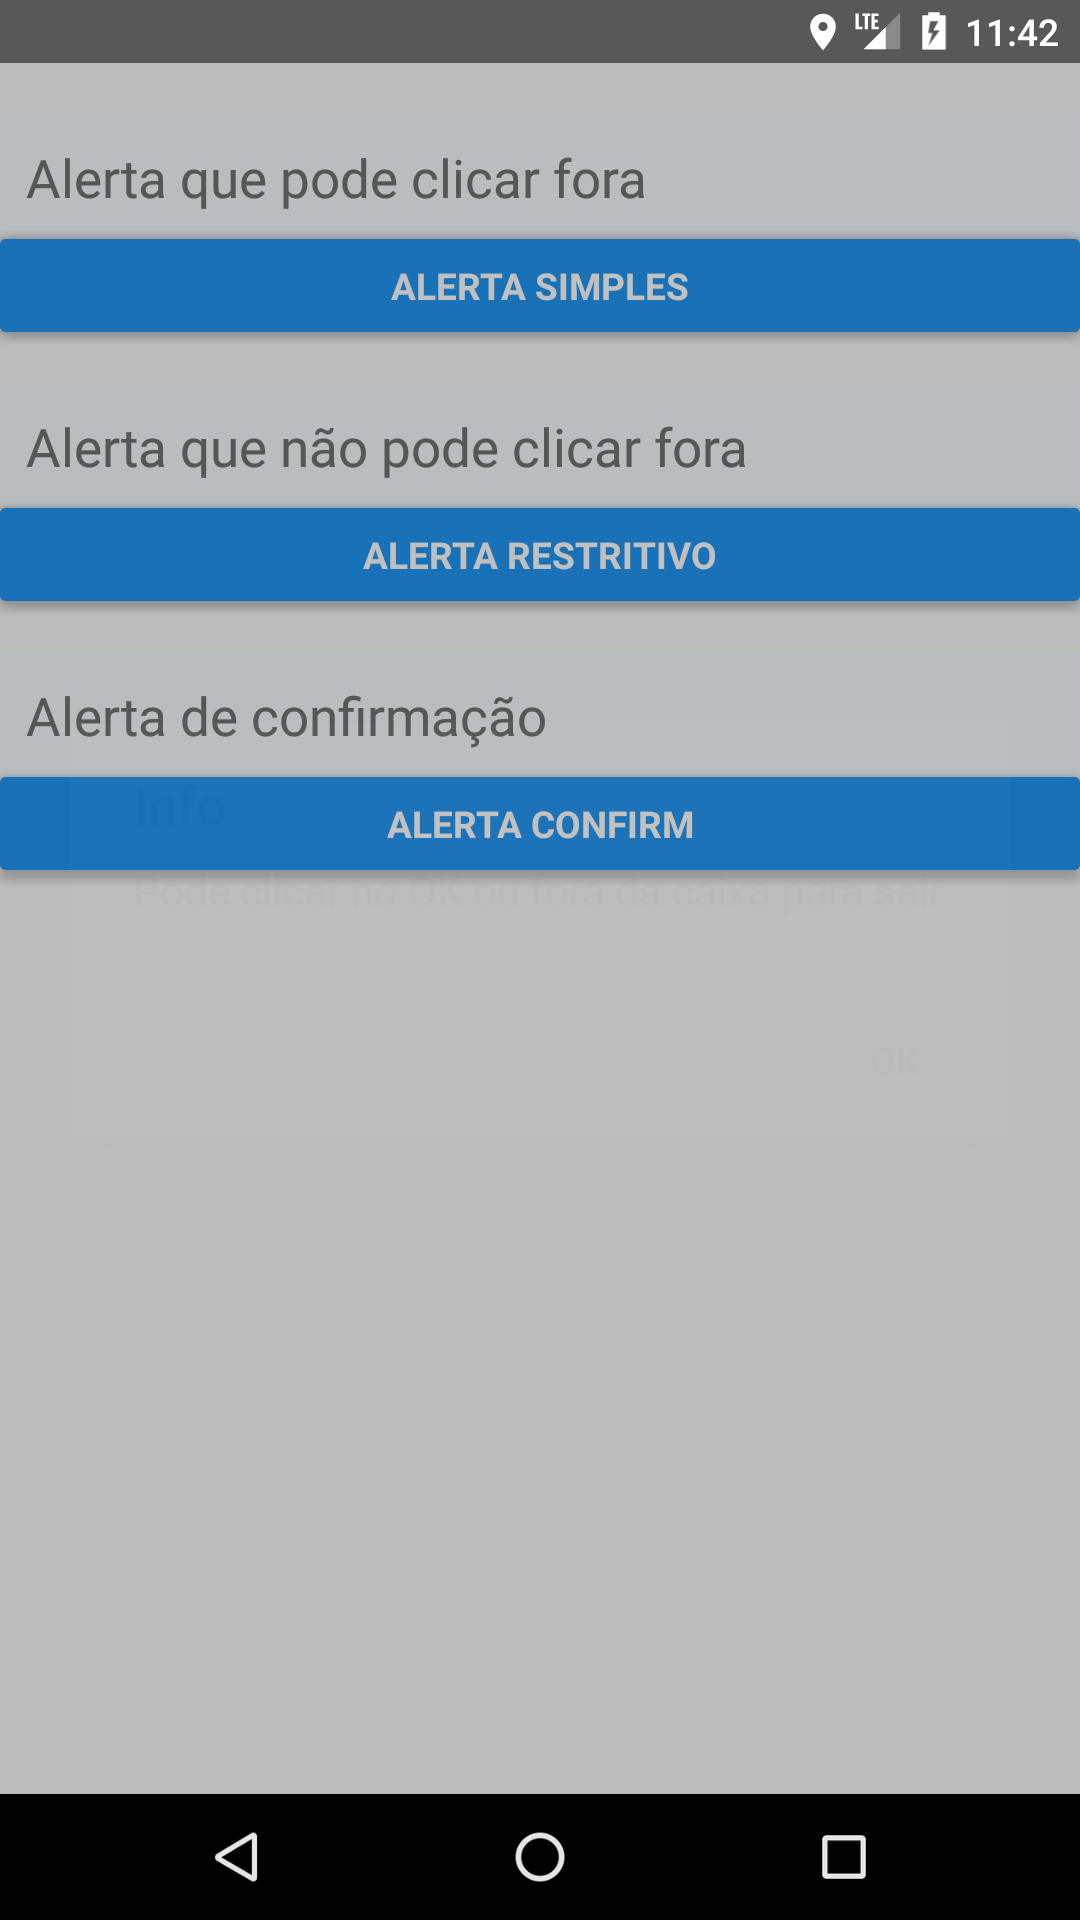 LTE 11:42
Alerta que pode clicar fora
ALERTA SIMPLES
Alerta que não pode clicar fora
ALERTA RESTRITIVO
Alerta de confirmação
Info
ALERTA CONFIRM
Pode clicar no OK ou fora da caixa para sair
OK